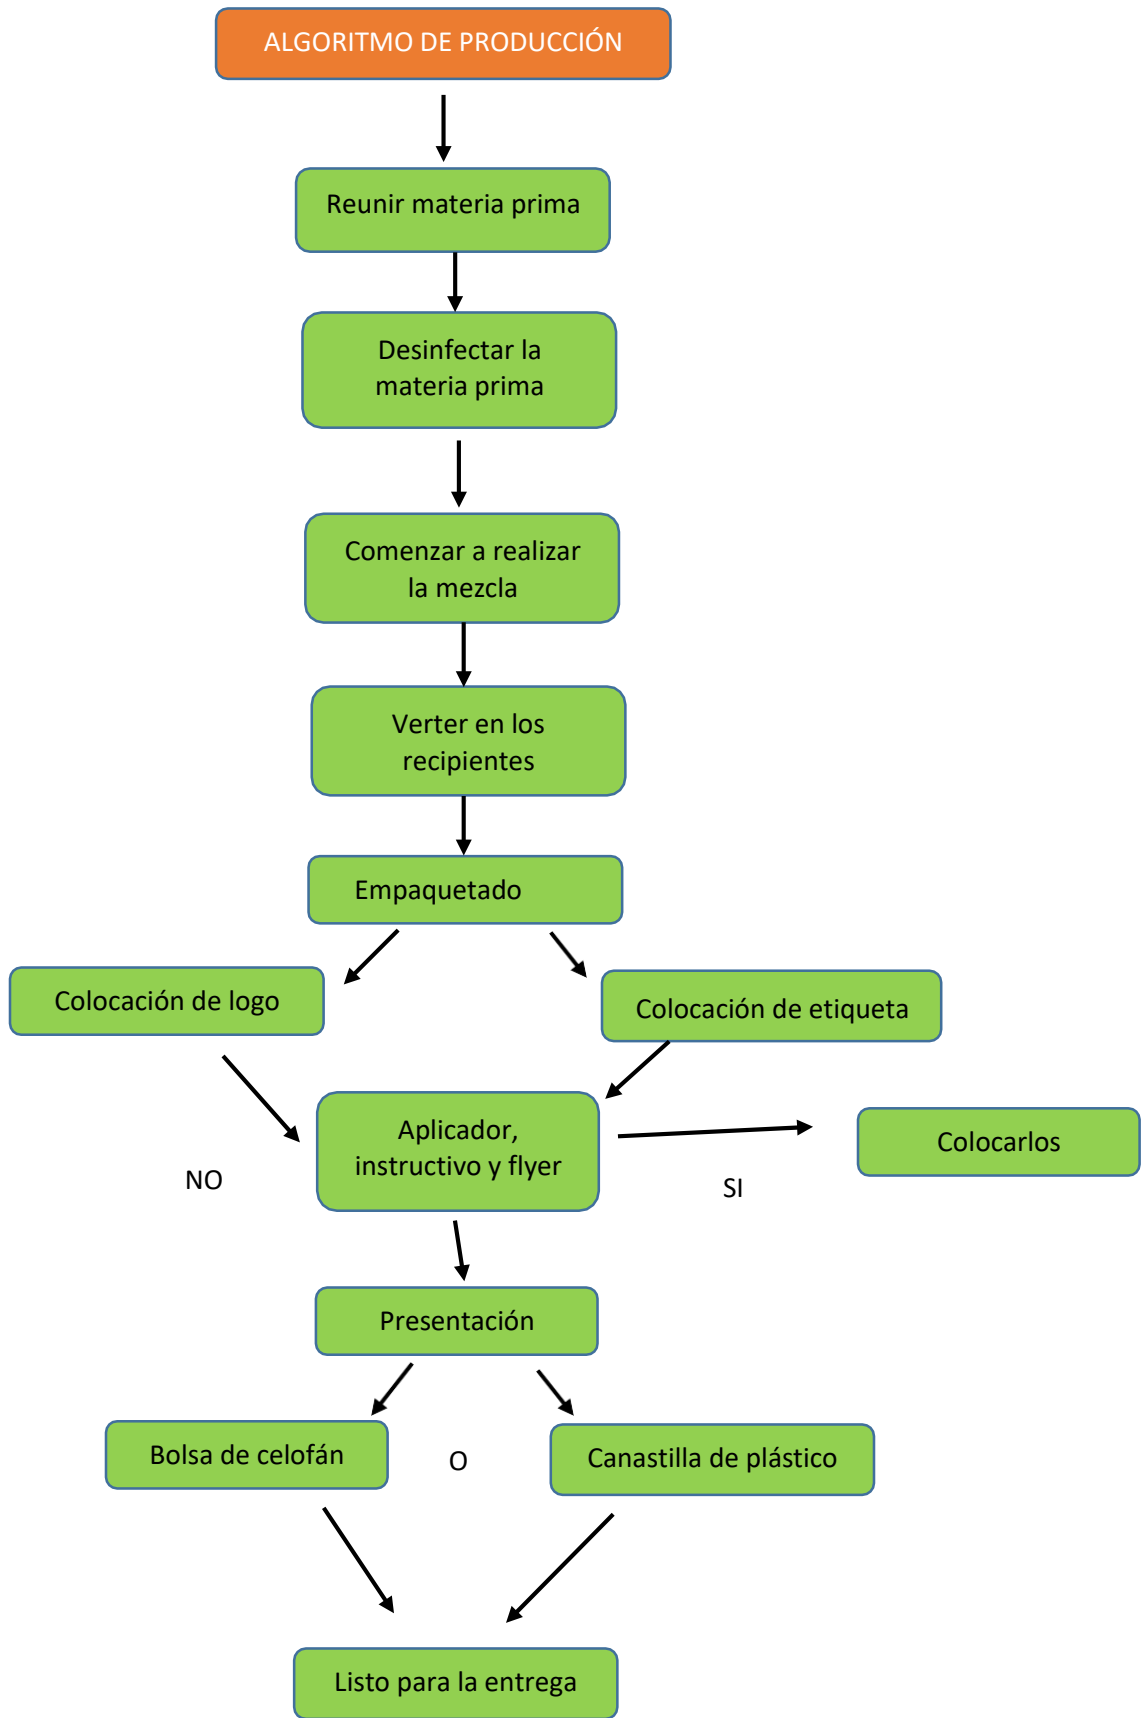 ALGORITMO DE PRODUCCIÓN
Reunir materia prima
Desinfectar la
materia prima
Comenzar a realizar
la mezcla
Verter en los
recipientes
Empaquetado
Colocación de logo
Colocación de etiqueta
Aplicador,
instructivo y flyer
Colocarlos
NO
SI
Presentación
Bolsa de celofán
O
Canastilla de plástico
Listo para la entrega